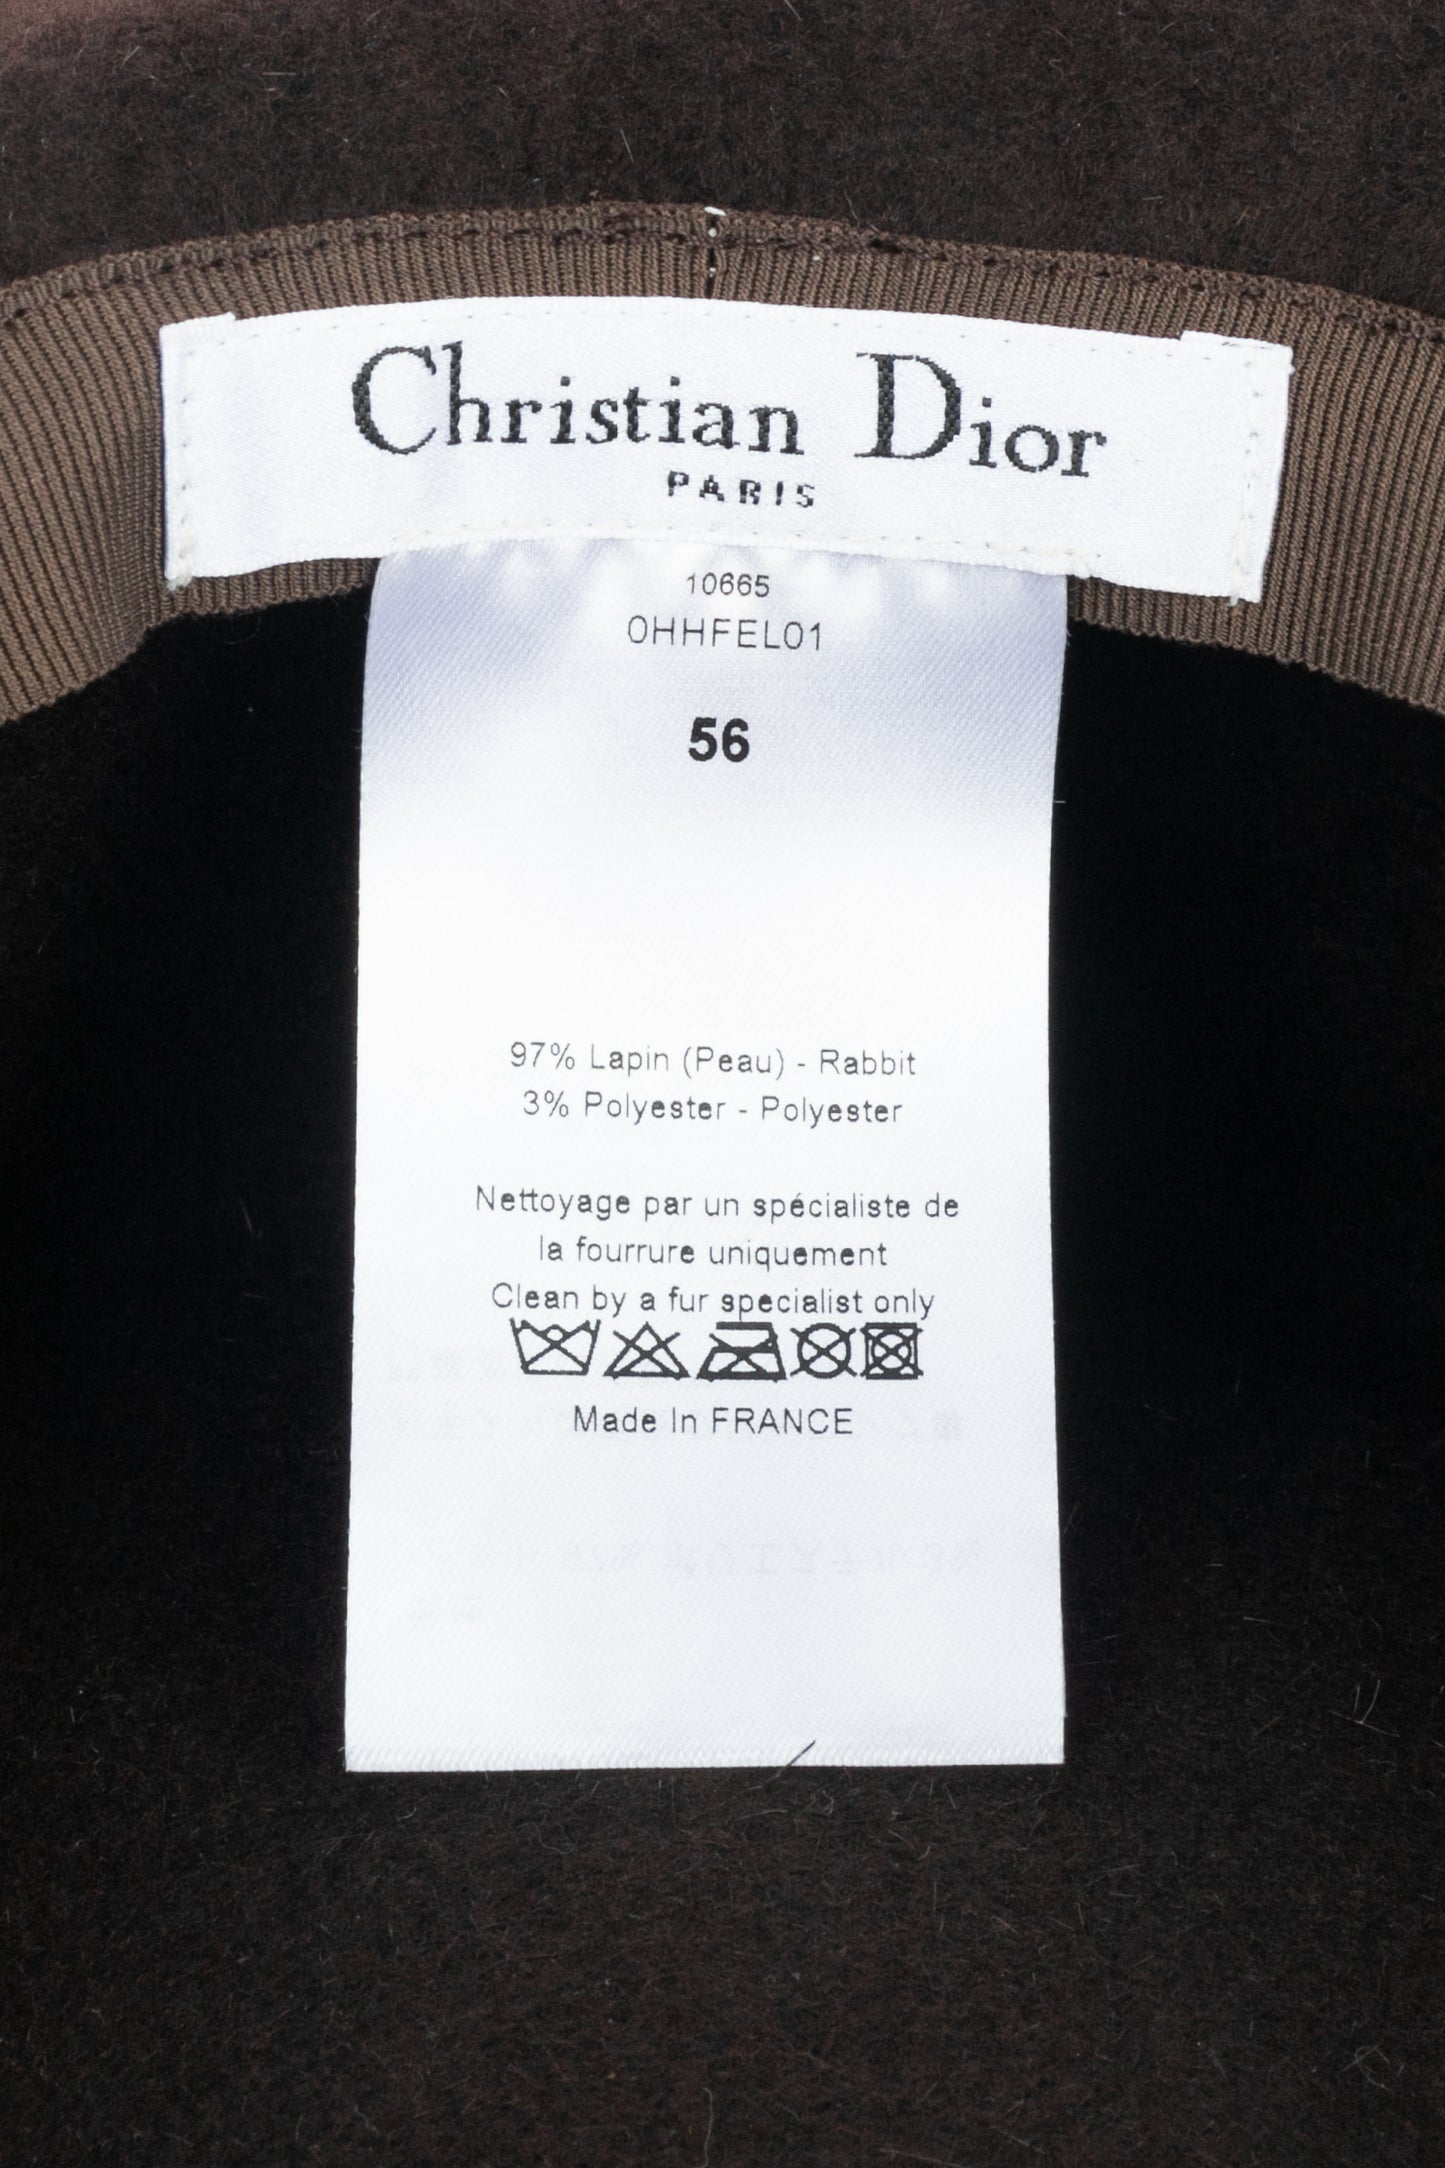 Christian Dior
PARIS
10665
0HHFEL01
56
97% Lapin (Peau) - Rabbit
3% Polyester - Polyester
Nettoyage par un spécialiste de
la fourrure uniquement
Clean by a fur specialist only
Made In FRANCE